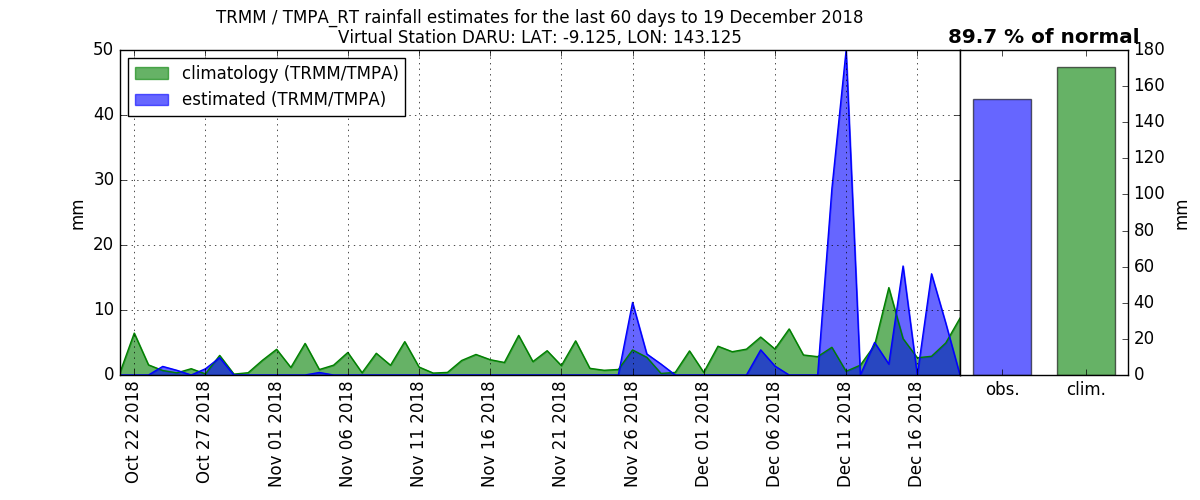 TRMM / TMPA_RT rainfall estimates for the last 60 days to 19 December 2018
Virtual Station DARU: LAT: -9.125, LON: 143.125
89.7 % of normal
climatology (TRMM/TMPA)
estimated (TRMM/TMPA)
50
40
30
20
10
0
mm
180
160
140
120
100
80
60
40
20
0
mm
Oct 22 2018
Oct 27 2018
Nov 01 2018
Nov 06 2018
Nov 11 2018
Nov 16 2018
Nov 21 2018
Nov 26 2018
Dec 01 2018
Dec 06 2018
Dec 11 2018
Dec 16 2018
obs.
clim.